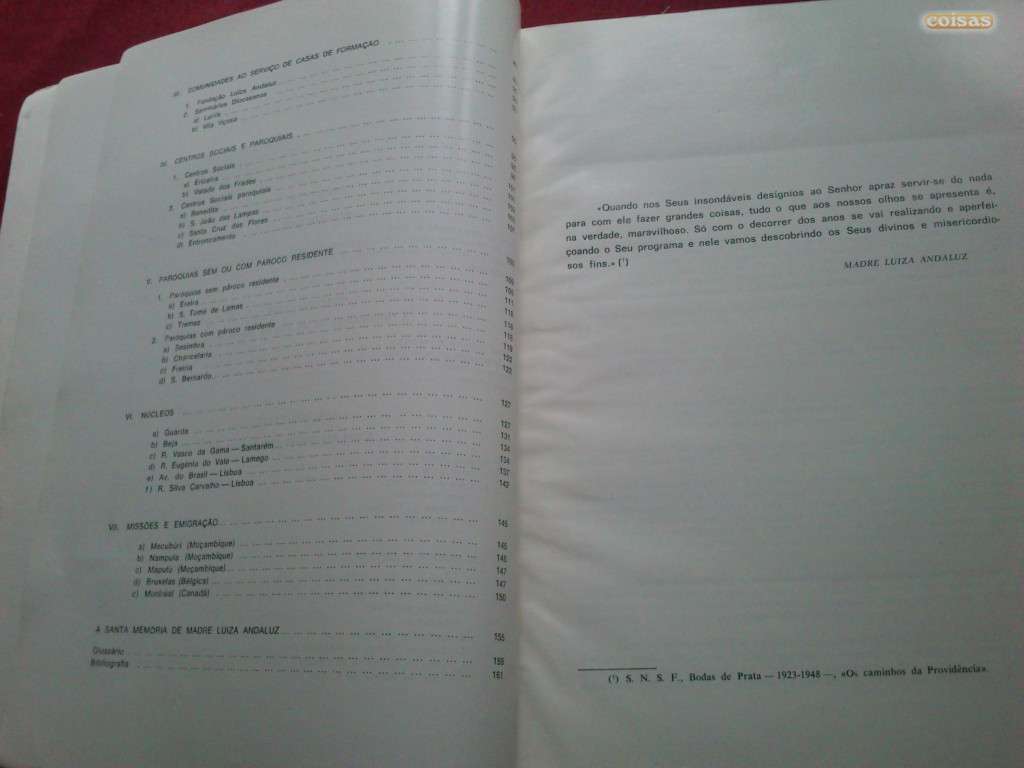 III. COMUNIDADES AO SERVIÇO DE CASAS DE FORMAÇÃO
1. Fundação Luiza Andaluz
2. Seminários Diocesanos
a) Leiria
b) Vila Viçosa
IV. CENTROS SOCIAIS E PAROQUIAIS
1. Centros Sociais
a) Ericeira
b) Valado dos Frades
2. Centros Sociais paroquiais
a) Benedita
b) S. João das Lampas
c) Santa Cruz das Flores
d) Entroncamento
V. PARÓQUIAS SEM OU COM PÁROCO RESIDENTE
1. Paróquias sem pároco residente
a) Ereira
b) S. Tomé de Lamas
c) Tremez
2. Paróquias com pároco residente
a) Sesimbra
b) Chancelaria
c) Freiria
d) S. Bernardo 122
VI. NÚCLEOS 127
a) Guarda 127
b) Beja 131
c) R. Vasco da Gama — Santarém 134
d) R. Eugénio do Vale — Lamego 134
e) Av. do Brasil — Lisboa 137
f) R. Silva Carvalho — Lisboa 142
VII. MISSÕES E EMIGRAÇÃO 145
a) Mecubúri (Moçambique) 145
b) Nampula (Moçambique) 146
c) Maputo (Moçambique) 147
d) Bruxelas (Bélgica) 147
e) Montréal (Canadá) 150
A SANTA MEMÓRIA DE MADRE LUIZA ANDALUZ 155
Glossário 159
Bibliografia 161
«Quando nos Seus insondáveis desígnios ao Senhor apraz servir-se do nada
para com ele fazer grandes coisas, tudo o que aos nossos olhos se apresenta é,
na verdade, maravilhoso. Só com o decorrer dos anos se vai realizando e aperfei-
çoando o Seu programa e nele vamos descobrindo os Seus divinos e misericordio-
sos fins.» (¹)
MADRE LUIZA ANDALUZ
(¹) S. N. S. F., Bodas de Prata — 1923-1948 —, «Os caminhos da Providência».
coisas